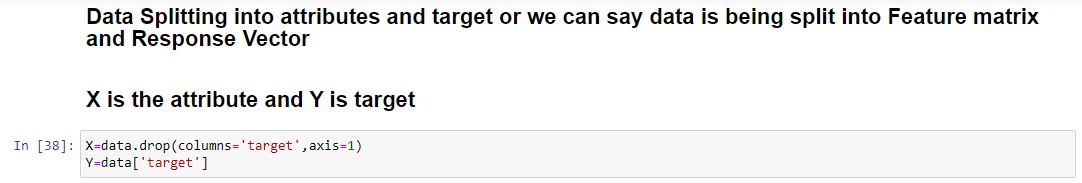 Data Splitting into attributes and target or we can say data is being split into Feature matrix
and Response Vector
X is the attribute and Y is target
In [38]: X=data.drop(columns='target',axis=1)
Y=data['target']